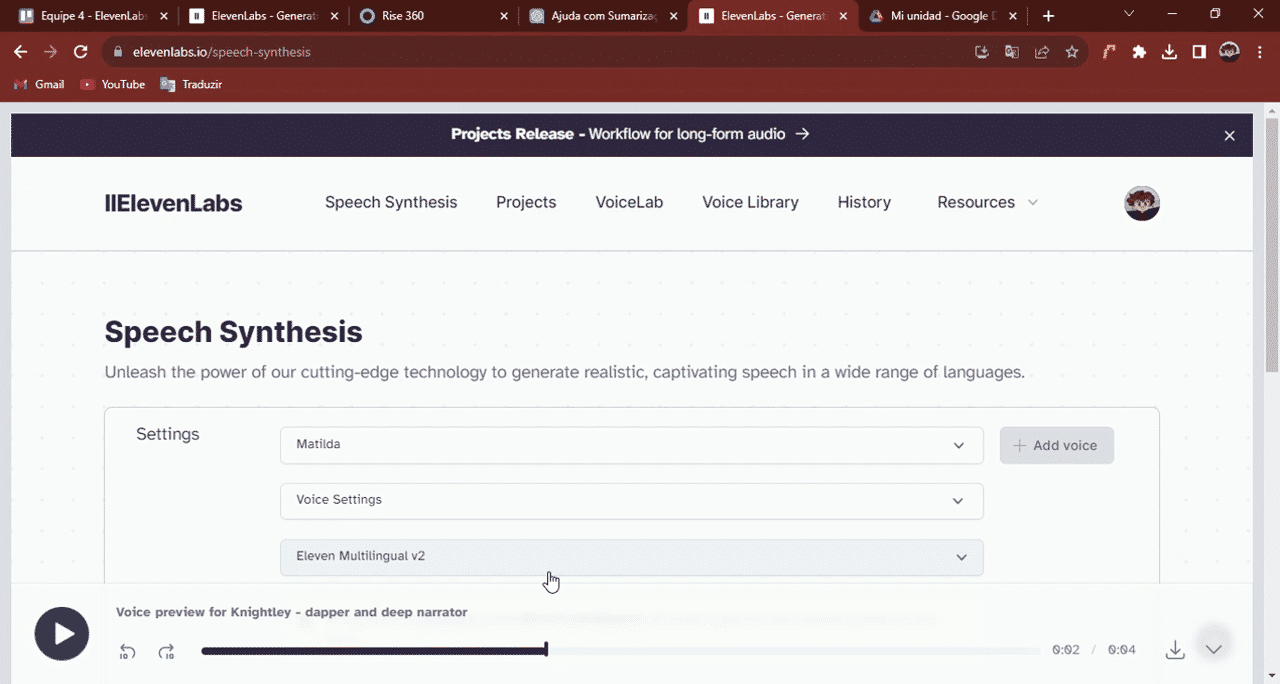 Equipe 4 - ElevenLabs
ElevenLabs - Generati
Rise 360
Ajuda com Sumarizaç
ElevenLabs - Generati
Mi unidad - Google D
elevenlabs.io/speech-synthesis
Gmail
YouTube
Traduzir
Projects Release - Workflow for long-form audio →
IIElevenLabs
Speech Synthesis
Projects
VoiceLab
Voice Library
History
Resources
Speech Synthesis
Unleash the power of our cutting-edge technology to generate realistic, captivating speech in a wide range of languages.
Settings
Matilda
+ Add voice
Voice Settings
Eleven Multilingual v2
Voice preview for Knightley - dapper and deep narrator
10
10
0:02 / 0:04